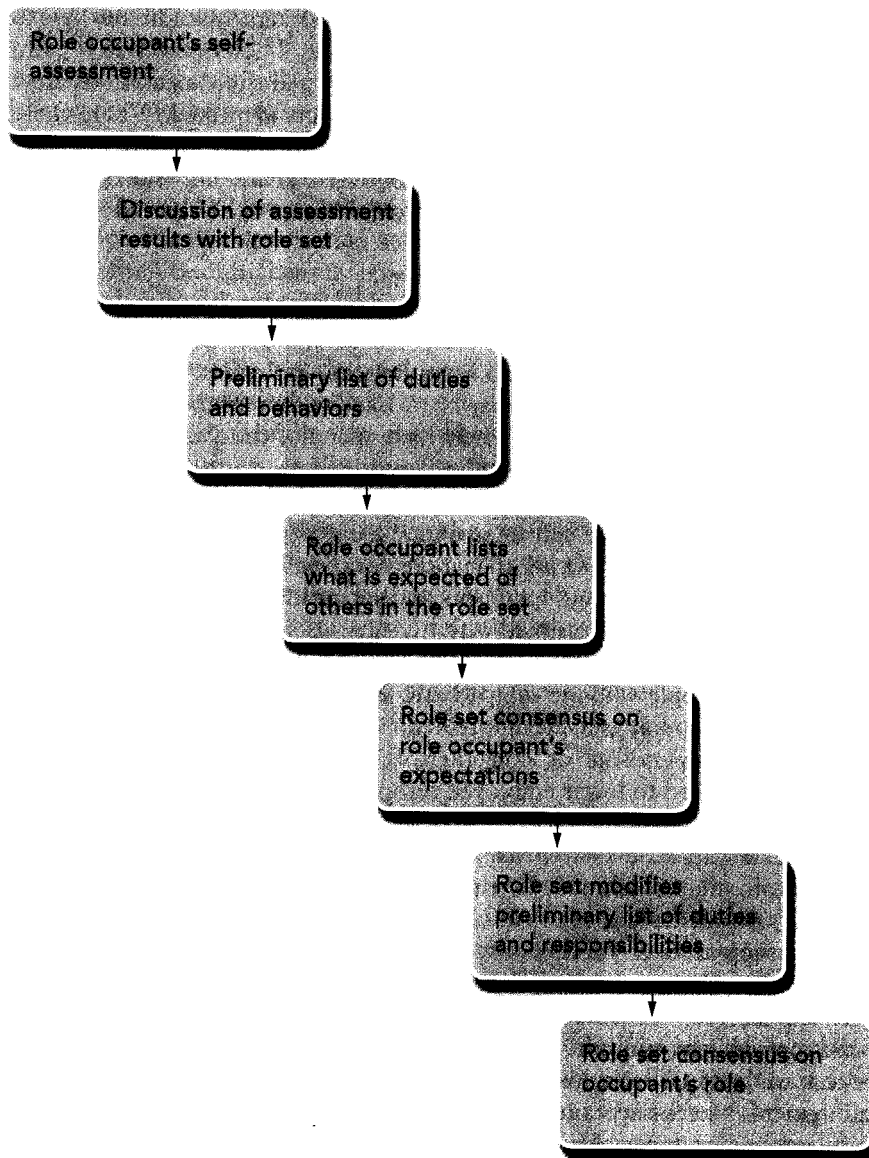 Role occupant's self-
assessment
Discussion of assessment
results with role set
Preliminary list of duties
and behaviors
Role occupant lists
what is expected of
others in the role set
Role set consensus on
role occupant's
expectations
Role set modifies
preliminary list of duties
and responsibilities
Role set consensus on
occupant's role